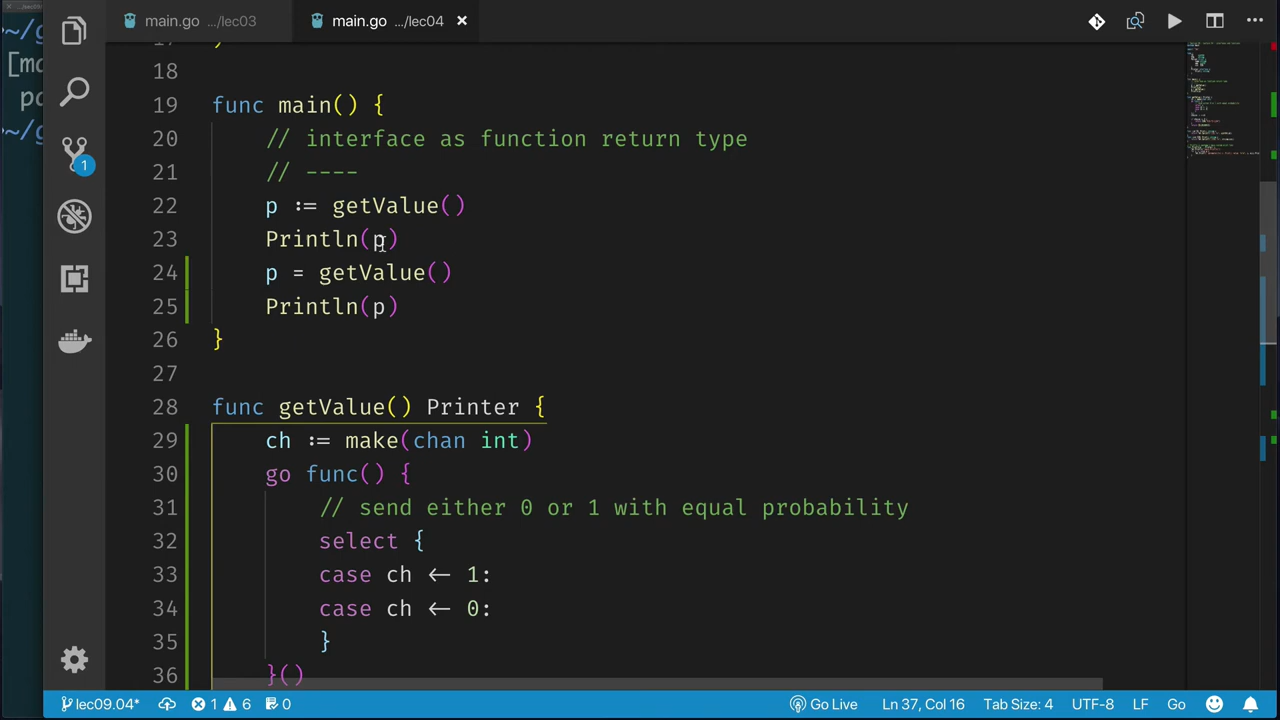 main.go .../lec03
main.go .../lec04
~/g
[mo
po
~/g
1
18
19 func main() {
20 // interface as function return type
21 // ----
22 p := getValue()
23 Println(p)
24 p = getValue()
25 Println(p)
26 }
27
28 func getValue() Printer {
29 ch := make(chan int)
30 go func() {
31 // send either 0 or 1 with equal probability
32 select {
33 case ch <- 1:
34 case ch <- 0:
35 }
36 }()
lec09.04* 1 6 0 Go Live Ln 37, Col 16 Tab Size: 4 UTF-8 LF Go